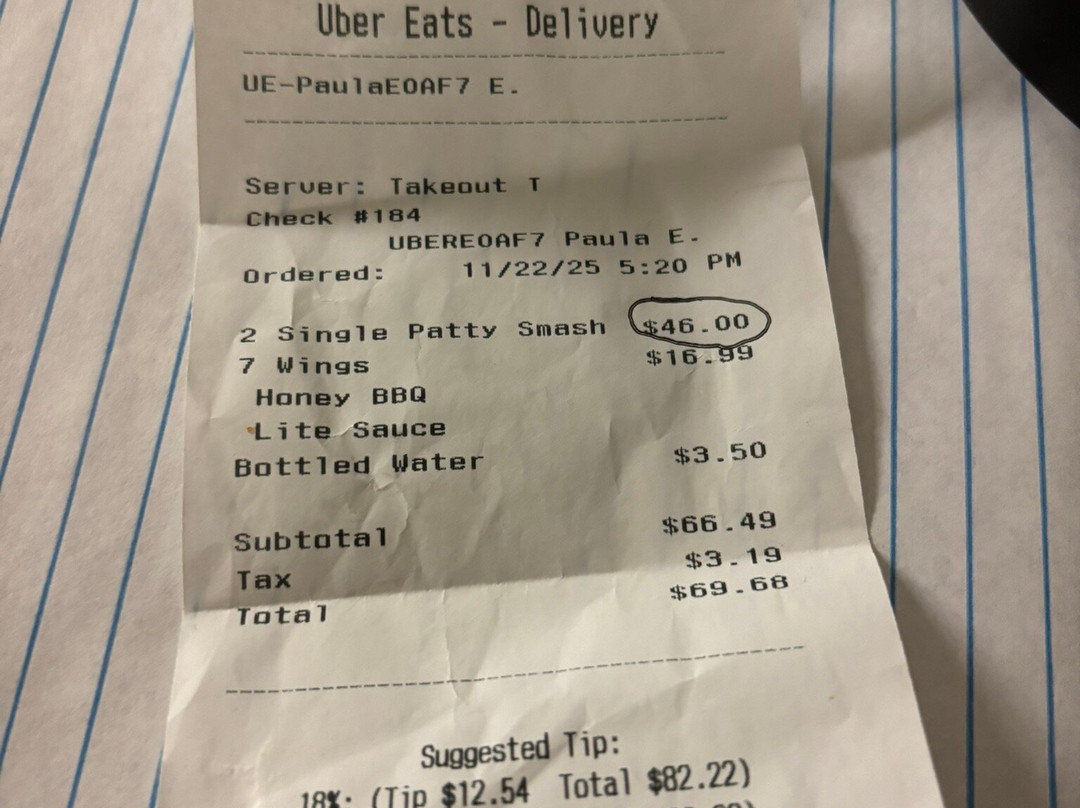 Uber Eats - Delivery
UE-PaulaE0AF7 E.
Server: Takeout T
Check #184
UBERE0AF7 Paula E.
Ordered: 11/22/25 5:20 PM
2 Single Patty Smash $46.00
7 Wings $16.99
Honey BBQ
Lite Sauce
Bottled Water $3.50
Subtotal $66.49
Tax $3.19
Total $69.68
Suggested Tip:
18%: (Tip $12.54 Total $82.22)